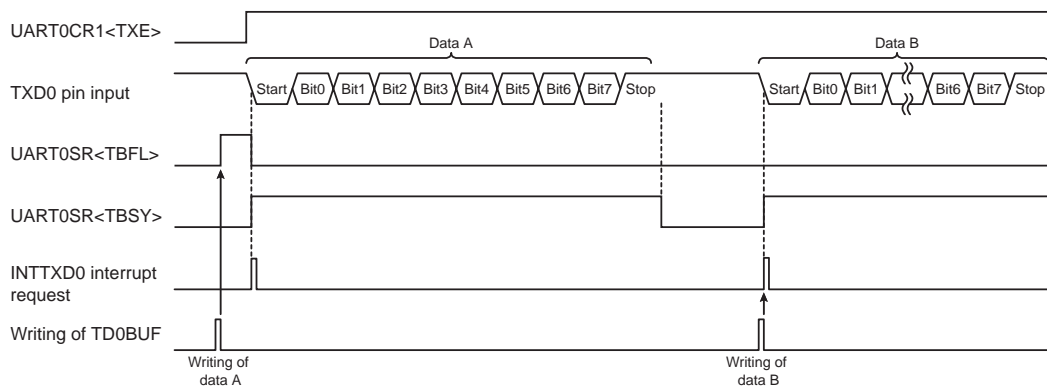 UART0CR1<TXE>
Data A
Data B
TXD0 pin input
Start Bit0 Bit1 Bit2 Bit3 Bit4 Bit5 Bit6 Bit7 Stop
Start Bit0 Bit1 Bit6 Bit7 Stop
UART0SR<TBFL>
UART0SR<TBSY>
INTTXD0 interrupt
request
Writing of TD0BUF
Writing of
data A
Writing of
data B